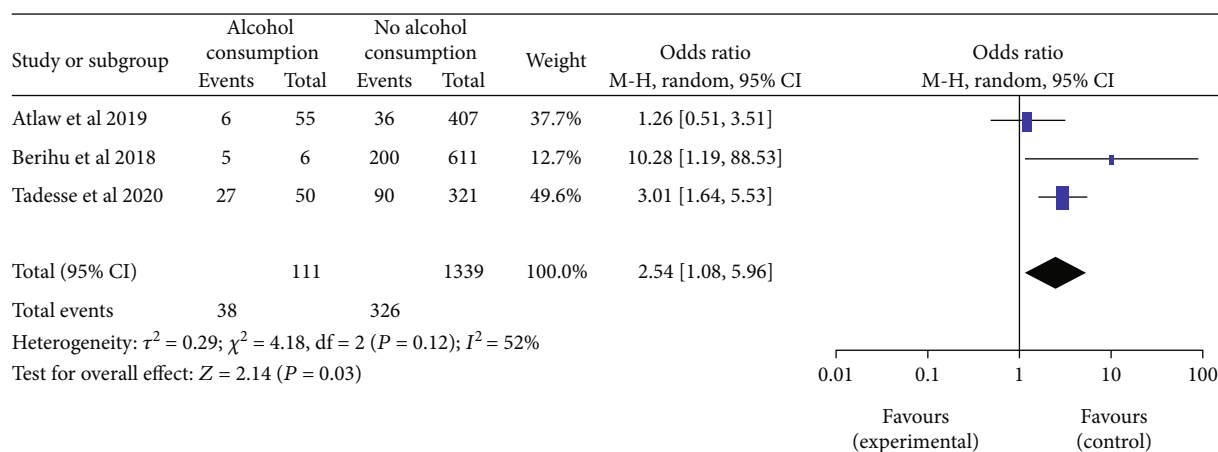 Study or subgroup Alcohol consumption No alcohol consumption Weight Odds ratio M-H, random, 95% CI Odds ratio M-H, random, 95% CI
Events Total Events Total
Atlaw et al 2019 6 55 36 407 37.7% 1.26 [0.51, 3.51]
Berihu et al 2018 5 6 200 611 12.7% 10.28 [1.19, 88.53]
Tadesse et al 2020 27 50 90 321 49.6% 3.01 [1.64, 5.53]
Total (95% CI) 111 1339 100.0% 2.54 [1.08, 5.96]
Total events 38 326
Heterogeneity: τ² = 0.29; χ² = 4.18, df = 2 (P = 0.12); I² = 52%
Test for overall effect: Z = 2.14 (P = 0.03)
0.01 0.1 1 10 100
Favours (experimental) Favours (control)